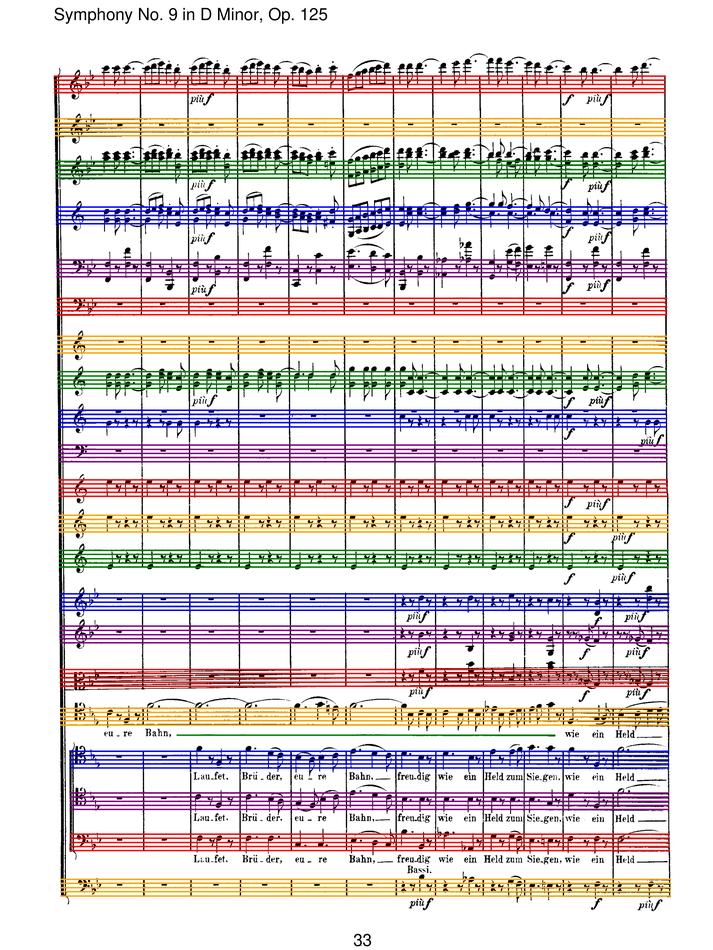 Symphony No. 9 in D Minor, Op. 125
più f
f più f
più f
f più f
più f
f più f
più f
f più f
più f
f più f
f
più f
f più f
f più f
f più f
più f
f più f
più f
f più f
più f
f più f
eu - re Bahn, wie ein Held
Lau-fet. Brü - der, eu - re Bahn, freu-dig wie ein Held zum Sie-gen, wie ein Held
Lau-fet. Brü - der. eu - re Bahn, freu-dig wie ein Held zum Sie-gen, wie ein Held
Lau-fet. Brü - der, eu - re Bahn, freu-dig wie ein Held zum Sie-gen, wie ein Held
Bassi.
più f
f più f
33